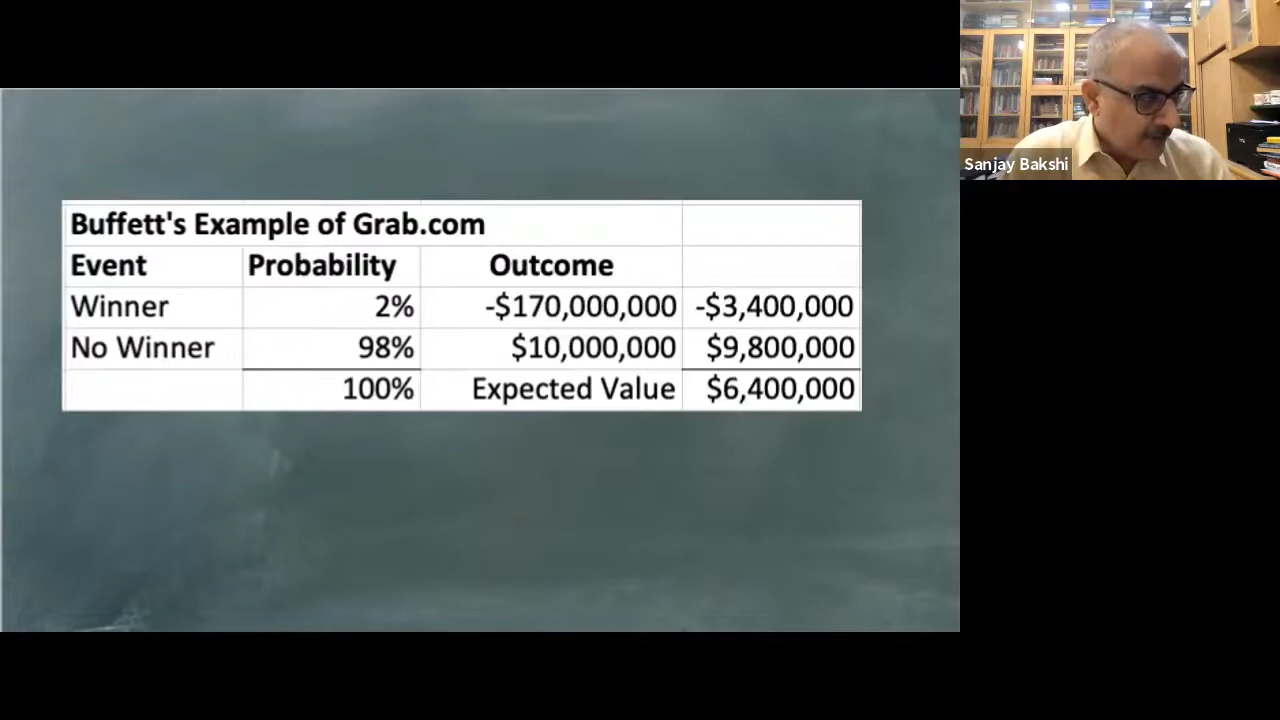 Buffett's Example of Grab.com
Event Probability Outcome
Winner 2% -$170,000,000 -$3,400,000
No Winner 98% $10,000,000 $9,800,000
100% Expected Value $6,400,000
Sanjay Bakshi